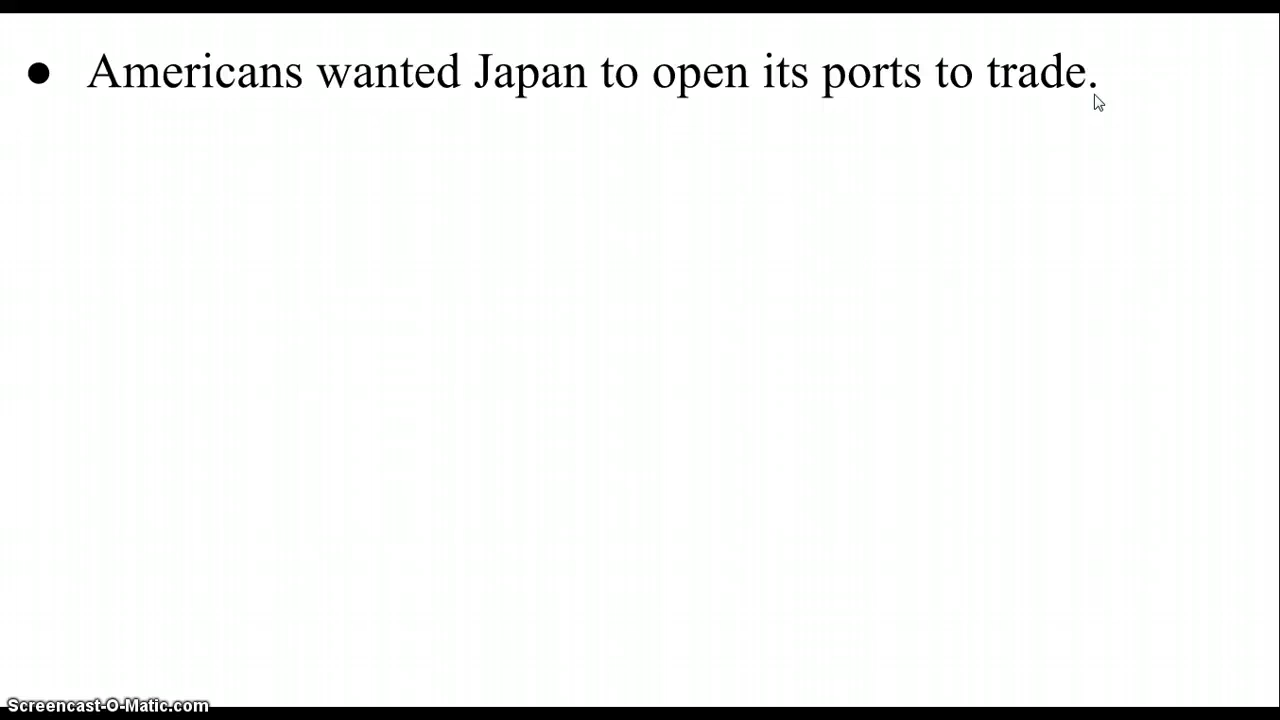 ● Americans wanted Japan to open its ports to trade.
Screencast-O-Matic.com